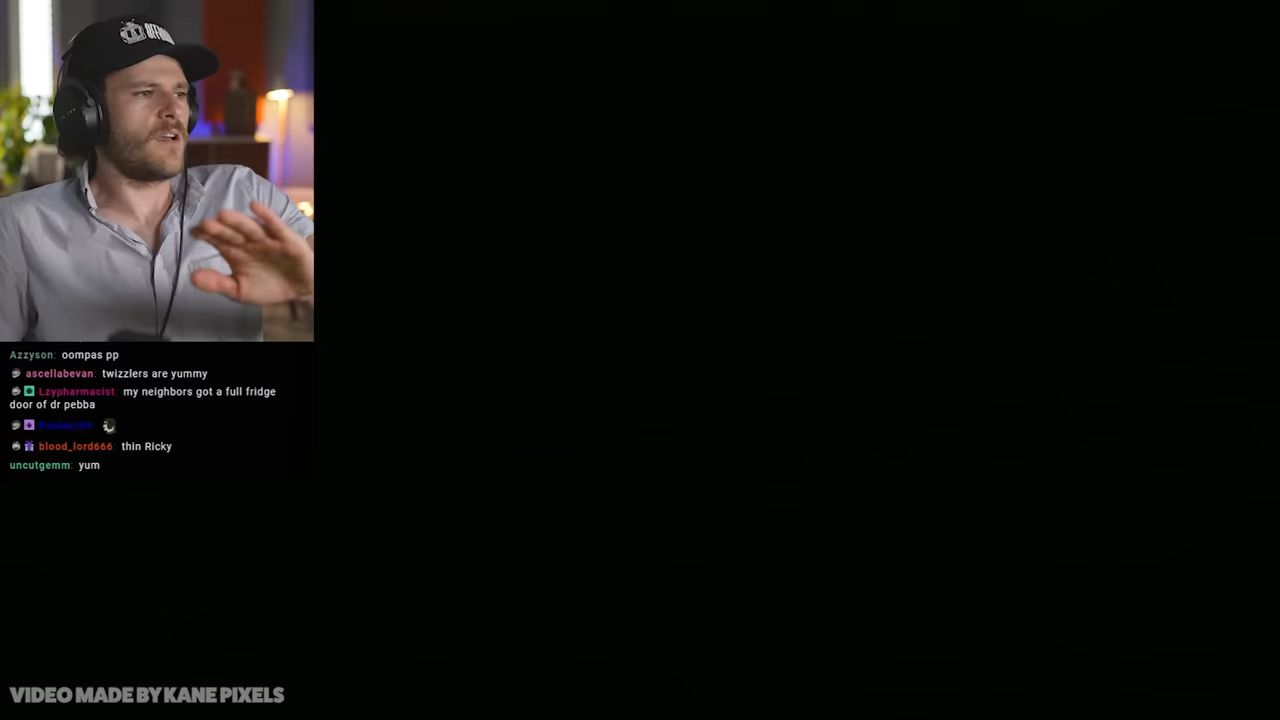 Azzyson: oompas pp
ascellabevan: twizzlers are yummy
Lzypharmacist my neighbors got a full fridge
door of dr pebba
blood_lord666: thin Ricky
uncutgemm: yum
VIDEO MADE BY KANE PIXELS